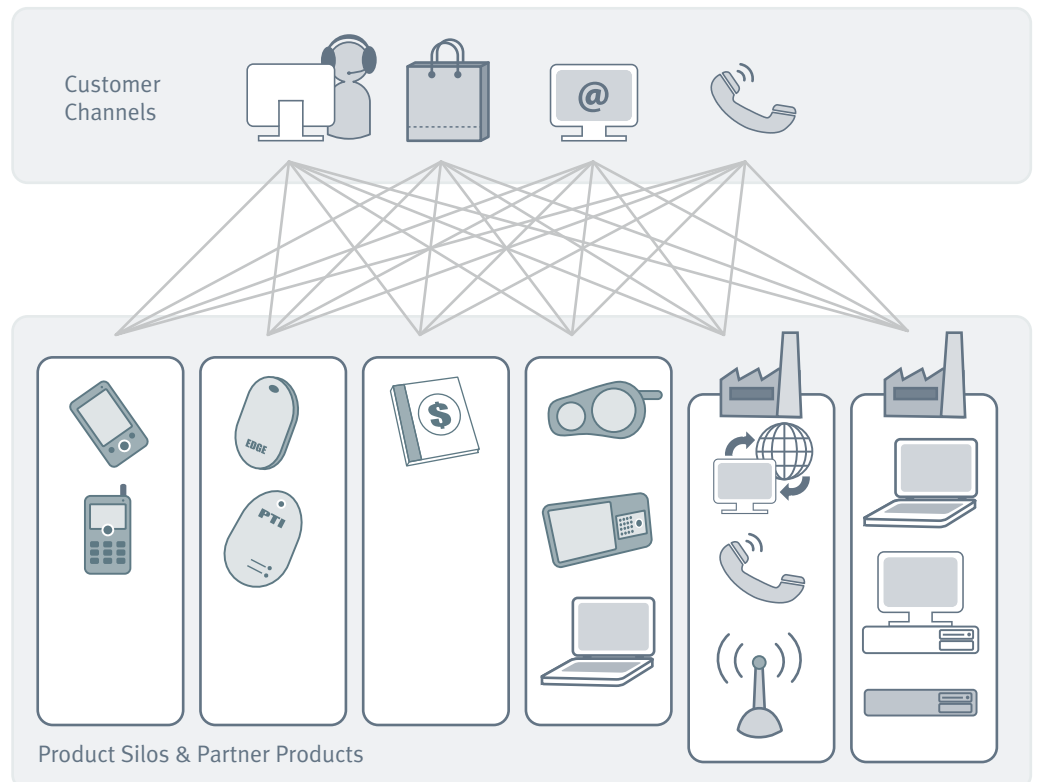 Customer
Channels
@
EDGE
$
PTI
Product Silos & Partner Products